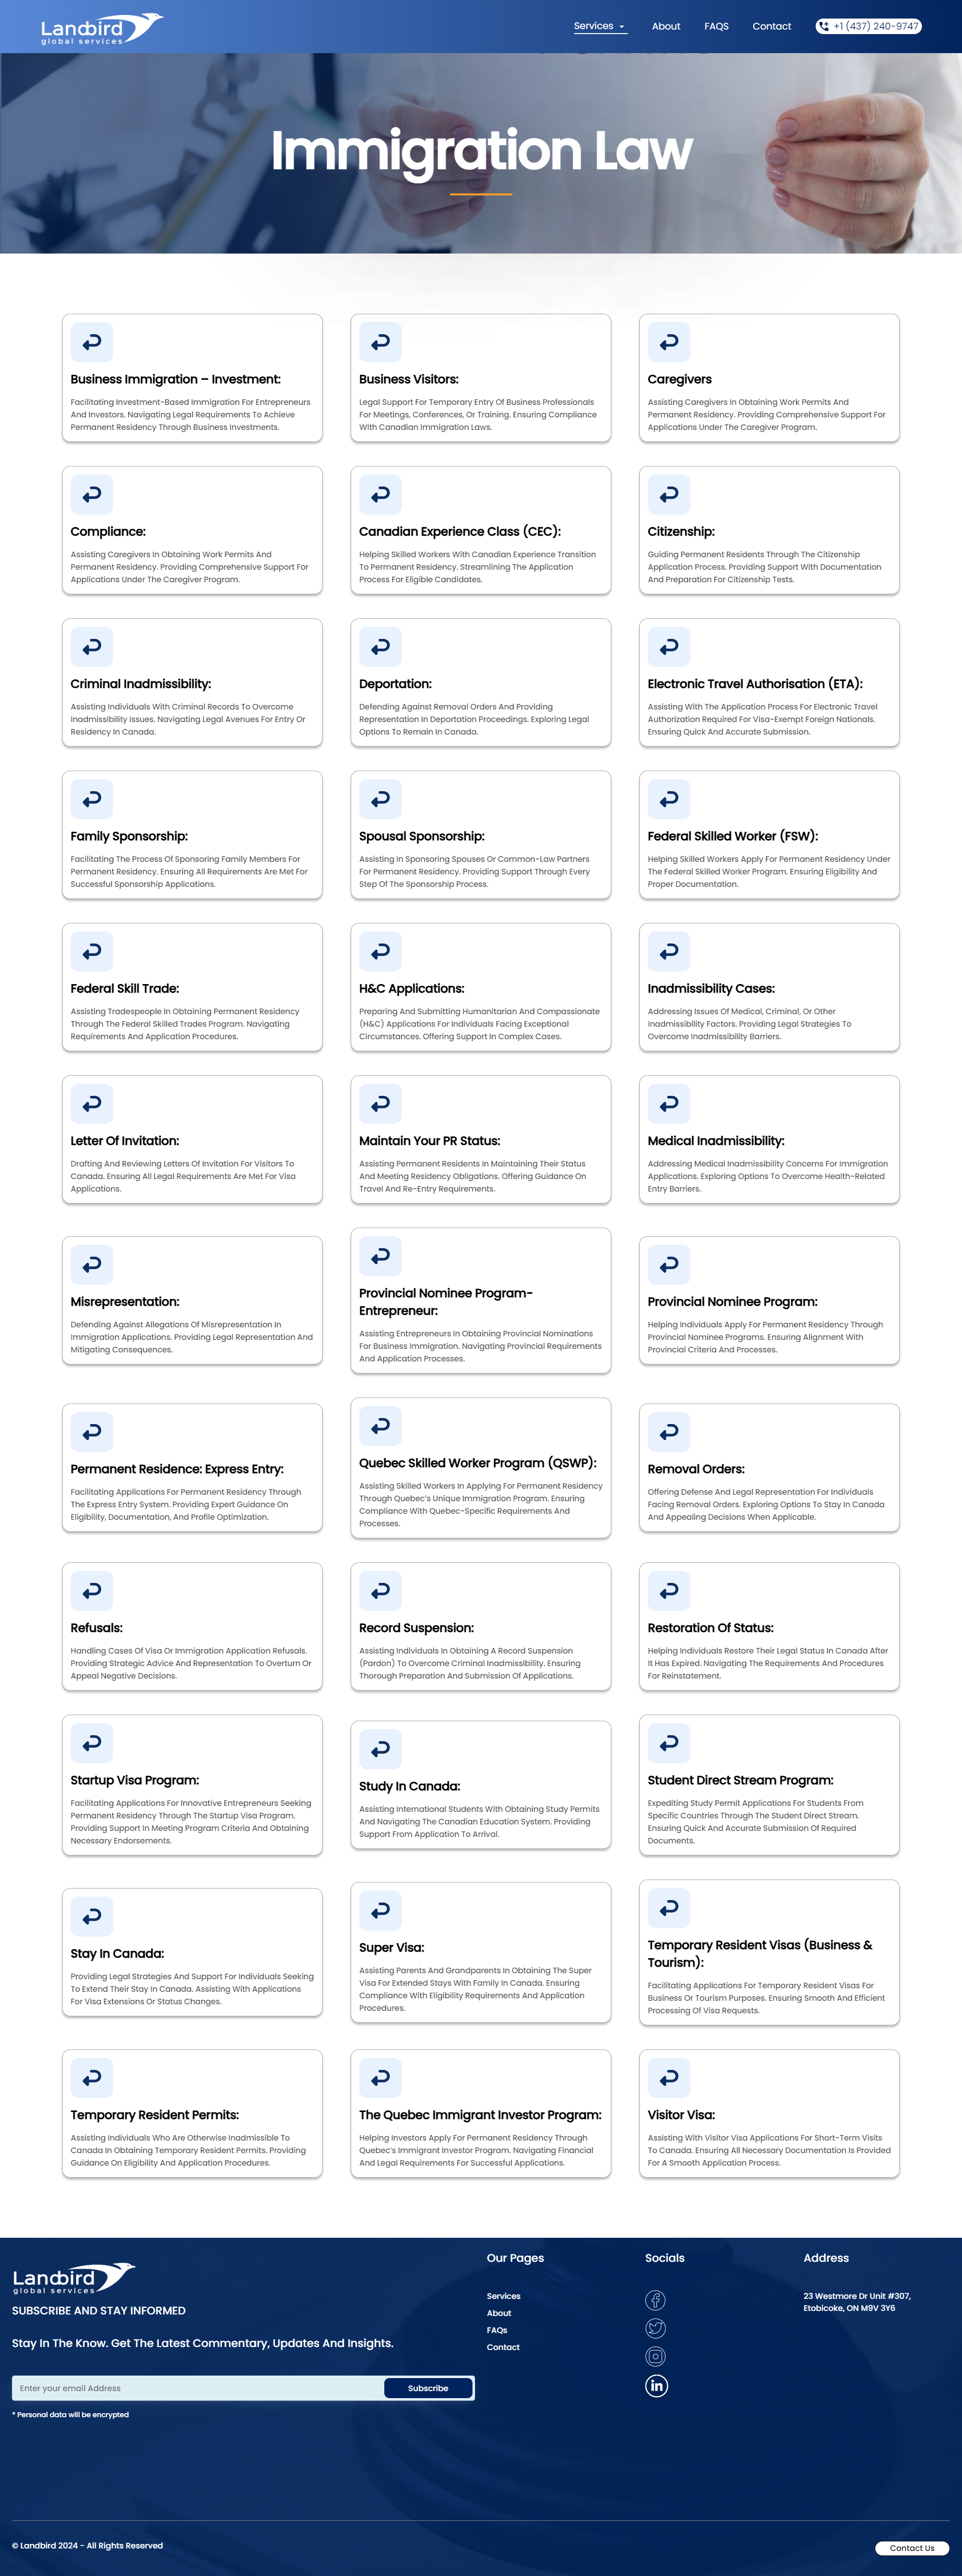 Landbird
global services
Services
About
FAQS
Contact
+1 (437) 240-9747
Immigration Law
Business Immigration – Investment:
Facilitating Investment-Based Immigration For Entrepreneurs
And Investors. Navigating Legal Requirements To Achieve
Permanent Residency Through Business Investments.
Business Visitors:
Legal Support For Temporary Entry Of Business Professionals
For Meetings, Conferences, Or Training. Ensuring Compliance
With Canadian Immigration Laws.
Caregivers
Assisting Caregivers In Obtaining Work Permits And
Permanent Residency. Providing Comprehensive Support For
Applications Under The Caregiver Program.
Compliance:
Assisting Caregivers In Obtaining Work Permits And
Permanent Residency. Providing Comprehensive Support For
Applications Under The Caregiver Program.
Canadian Experience Class (CEC):
Helping Skilled Workers With Canadian Experience Transition
To Permanent Residency. Streamlining The Application
Process For Eligible Candidates.
Citizenship:
Guiding Permanent Residents Through The Citizenship
Application Process. Providing Support With Documentation
And Preparation For Citizenship Tests.
Criminal Inadmissibility:
Assisting Individuals With Criminal Records To Overcome
Inadmissibility Issues. Navigating Legal Avenues For Entry Or
Residency In Canada.
Deportation:
Defending Against Removal Orders And Providing
Representation In Deportation Proceedings. Exploring Legal
Options To Remain In Canada.
Electronic Travel Authorisation (ETA):
Assisting With The Application Process For Electronic Travel
Authorization Required For Visa-Exempt Foreign Nationals.
Ensuring Quick And Accurate Submission.
Family Sponsorship:
Facilitating The Process Of Sponsoring Family Members For
Permanent Residency. Ensuring All Requirements Are Met For
Successful Sponsorship Applications.
Spousal Sponsorship:
Assisting In Sponsoring Spouses Or Common-Law Partners
For Permanent Residency. Providing Support Through Every
Step Of The Sponsorship Process.
Federal Skilled Worker (FSW):
Helping Skilled Workers Apply For Permanent Residency Under
The Federal Skilled Worker Program. Ensuring Eligibility And
Proper Documentation.
Federal Skill Trade:
Assisting Tradespeople In Obtaining Permanent Residency
Through The Federal Skilled Trades Program. Navigating
Requirements And Application Procedures.
H&C Applications:
Preparing And Submitting Humanitarian And Compassionate
(H&C) Applications For Individuals Facing Exceptional
Circumstances. Offering Support In Complex Cases.
Inadmissibility Cases:
Addressing Issues Of Medical, Criminal, Or Other
Inadmissibility Factors. Providing Legal Strategies To
Overcome Inadmissibility Barriers.
Letter Of Invitation:
Drafting And Reviewing Letters Of Invitation For Visitors To
Canada. Ensuring All Legal Requirements Are Met For Visa
Applications.
Maintain Your PR Status:
Assisting Permanent Residents In Maintaining Their Status
And Meeting Residency Obligations. Offering Guidance On
Travel And Re-Entry Requirements.
Medical Inadmissibility:
Addressing Medical Inadmissibility Concerns For Immigration
Applications. Exploring Options To Overcome Health-Related
Entry Barriers.
Misrepresentation:
Defending Against Allegations Of Misrepresentation In
Immigration Applications. Providing Legal Representation And
Mitigating Consequences.
Provincial Nominee Program-
Entrepreneur:
Assisting Entrepreneurs In Obtaining Provincial Nominations
For Business Immigration. Navigating Provincial Requirements
And Application Processes.
Provincial Nominee Program:
Helping Individuals Apply For Permanent Residency Through
Provincial Nominee Programs. Ensuring Alignment With
Provincial Criteria And Processes.
Permanent Residence: Express Entry:
Facilitating Applications For Permanent Residency Through
The Express Entry System. Providing Expert Guidance On
Eligibility, Documentation, And Profile Optimization.
Quebec Skilled Worker Program (QSWP):
Assisting Skilled Workers In Applying For Permanent Residency
Through Quebec's Unique Immigration Program. Ensuring
Compliance With Quebec-Specific Requirements And
Processes.
Removal Orders:
Offering Defense And Legal Representation For Individuals
Facing Removal Orders. Exploring Options To Stay In Canada
And Appealing Decisions When Applicable.
Refusals:
Handling Cases Of Visa Or Immigration Application Refusals.
Providing Strategic Advice And Representation To Overturn Or
Appeal Negative Decisions.
Record Suspension:
Assisting Individuals In Obtaining A Record Suspension
(Pardon) To Overcome Criminal Inadmissibility. Ensuring
Thorough Preparation And Submission Of Applications.
Restoration Of Status:
Helping Individuals Restore Their Legal Status In Canada After
It Has Expired. Navigating The Requirements And Procedures
For Reinstatement.
Startup Visa Program:
Facilitating Applications For Innovative Entrepreneurs Seeking
Permanent Residency Through The Startup Visa Program.
Providing Support In Meeting Program Criteria And Obtaining
Necessary Endorsements.
Study In Canada:
Assisting International Students With Obtaining Study Permits
And Navigating The Canadian Education System. Providing
Support From Application To Arrival.
Student Direct Stream Program:
Expediting Study Permit Applications For Students From
Specific Countries Through The Student Direct Stream.
Ensuring Quick And Accurate Submission Of Required
Documents.
Stay In Canada:
Providing Legal Strategies And Support For Individuals Seeking
To Extend Their Stay In Canada. Assisting With Applications
For Visa Extensions Or Status Changes.
Super Visa:
Assisting Parents And Grandparents In Obtaining The Super
Visa For Extended Stays With Family In Canada. Ensuring
Compliance With Eligibility Requirements And Application
Procedures.
Temporary Resident Visas (Business &
Tourism):
Facilitating Applications For Temporary Resident Visas For
Business Or Tourism Purposes. Ensuring Smooth And Efficient
Processing Of Visa Requests.
Temporary Resident Permits:
Assisting Individuals Who Are Otherwise Inadmissible To
Canada In Obtaining Temporary Resident Permits. Providing
Guidance On Eligibility And Application Procedures.
The Quebec Immigrant Investor Program:
Helping Investors Apply For Permanent Residency Through
Quebec's Immigrant Investor Program. Navigating Financial
And Legal Requirements For Successful Applications.
Visitor Visa:
Assisting With Visitor Visa Applications For Short-Term Visits
To Canada. Ensuring All Necessary Documentation Is Provided
For A Smooth Application Process.
Landbird
global services
SUBSCRIBE AND STAY INFORMED
Stay In The Know. Get The Latest Commentary, Updates And Insights.
Enter your email Address
Subscribe
* Personal data will be encrypted
Our Pages
Services
About
FAQs
Contact
Socials
Address
23 Westmore Dr Unit #307,
Etobicoke, ON M9V 3Y6
© Landbird 2024 - All Rights Reserved
Contact Us